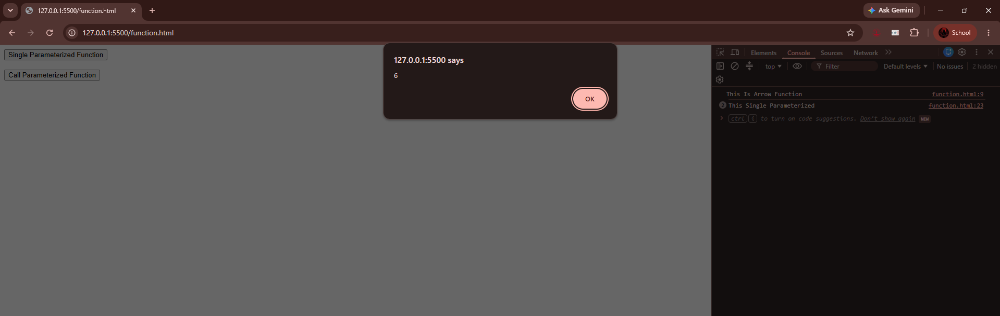 127.0.0.1:5500/function.html
Ask Gemini
127.0.0.1:5500/function.html
School
Single Parameterized Function
Call Parameterized Function
127.0.0.1:5500 says
6
OK
Elements Console Sources Network
top Filter Default levels No issues 2 hidden
This Is Arrow Function function.html:9
2 This Single Parameterized function.html:23
ctrl i to turn on code suggestions. Don't show again NEW